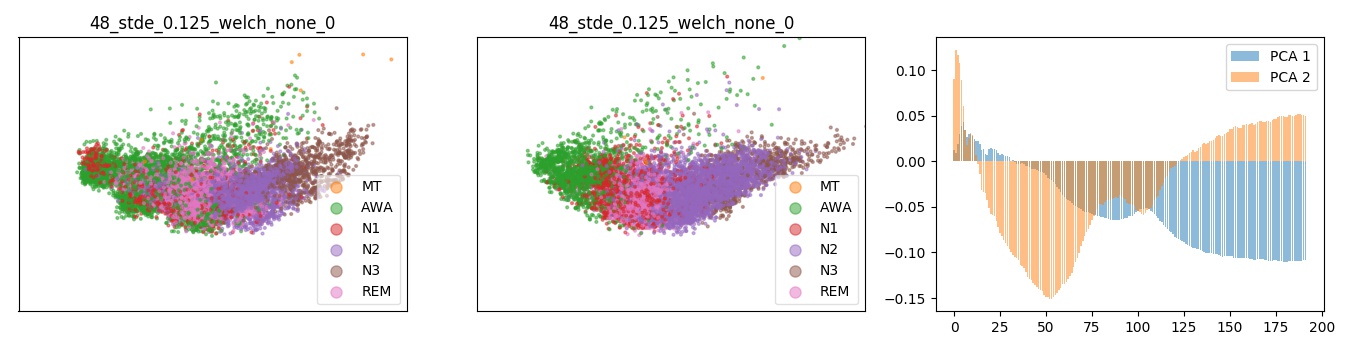 48_stde_0.125_welch_none_0
MT
AWA
N1
N2
N3
REM
48_stde_0.125_welch_none_0
MT
AWA
N1
N2
N3
REM
PCA 1
PCA 2
0.10
0.05
0.00
−0.05
−0.10
−0.15
0 25 50 75 100 125 150 175 200